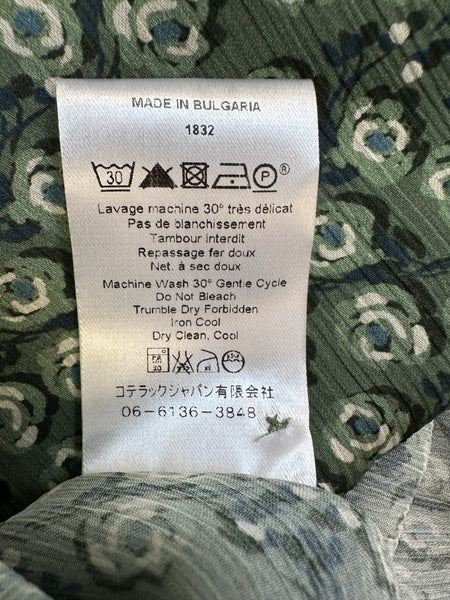 MADE IN BULGARIA
1832
30 P ®
Lavage machine 30° très délicat
Pas de blanchissement
Tambour interdit
Repassage fer doux
Net. à sec doux
Machine Wash 30° Gentle Cycle
Do Not Bleach
Trumble Dry Forbidden
Iron Cool
Dry Clean, Cool
コテラックジャパン有限会社
06-6136-3848